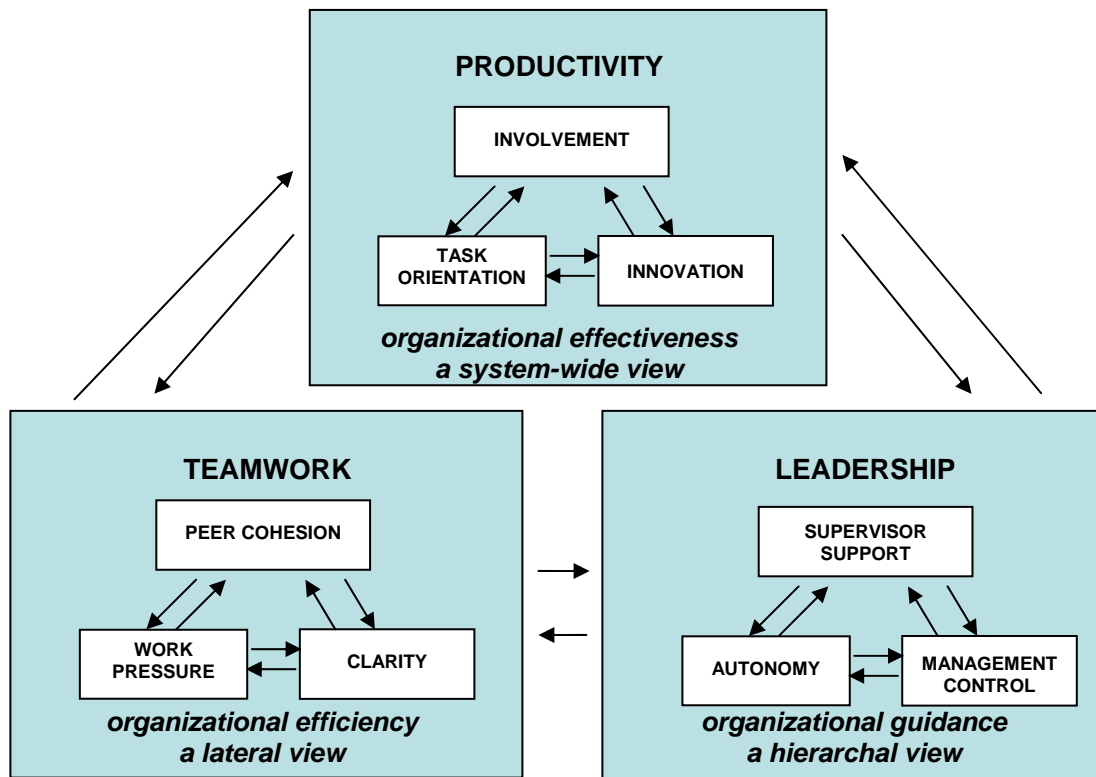 PRODUCTIVITY
INVOLVEMENT
TASK
ORIENTATION
INNOVATION
organizational effectiveness
a system-wide view
TEAMWORK
PEER COHESION
WORK
PRESSURE
CLARITY
organizational efficiency
a lateral view
LEADERSHIP
SUPERVISOR
SUPPORT
AUTONOMY
MANAGEMENT
CONTROL
organizational guidance
a hierarchal view